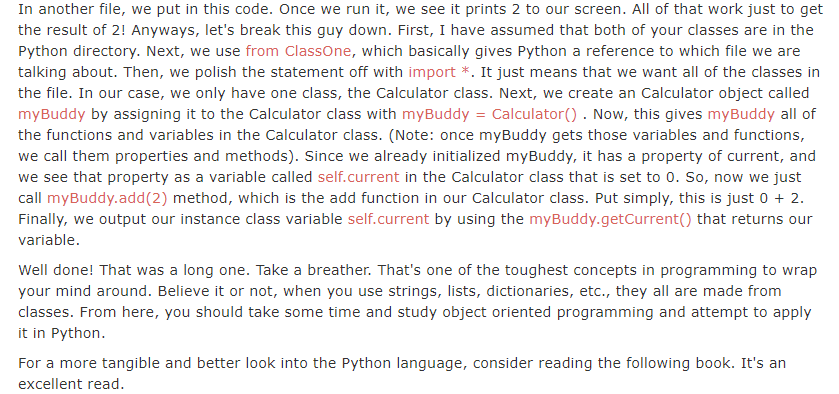 In another file, we put in this code. Once we run it, we see it prints 2 to our screen. All of that work just to get
the result of 2! Anyways, let's break this guy down. First, I have assumed that both of your classes are in the
Python directory. Next, we use from ClassOne, which basically gives Python a reference to which file we are
talking about. Then, we polish the statement off with import *. It just means that we want all of the classes in
the file. In our case, we only have one class, the Calculator class. Next, we create an Calculator object called
myBuddy by assigning it to the Calculator class with myBuddy = Calculator() . Now, this gives myBuddy all of
the functions and variables in the Calculator class. (Note: once myBuddy gets those variables and functions,
we call them properties and methods). Since we already initialized myBuddy, it has a property of current, and
we see that property as a variable called self.current in the Calculator class that is set to 0. So, now we just
call myBuddy.add(2) method, which is the add function in our Calculator class. Put simply, this is just 0 + 2.
Finally, we output our instance class variable self.current by using the myBuddy.getCurrent() that returns our
variable.
Well done! That was a long one. Take a breather. That's one of the toughest concepts in programming to wrap
your mind around. Believe it or not, when you use strings, lists, dictionaries, etc., they all are made from
classes. From here, you should take some time and study object oriented programming and attempt to apply
it in Python.
For a more tangible and better look into the Python language, consider reading the following book. It's an
excellent read.